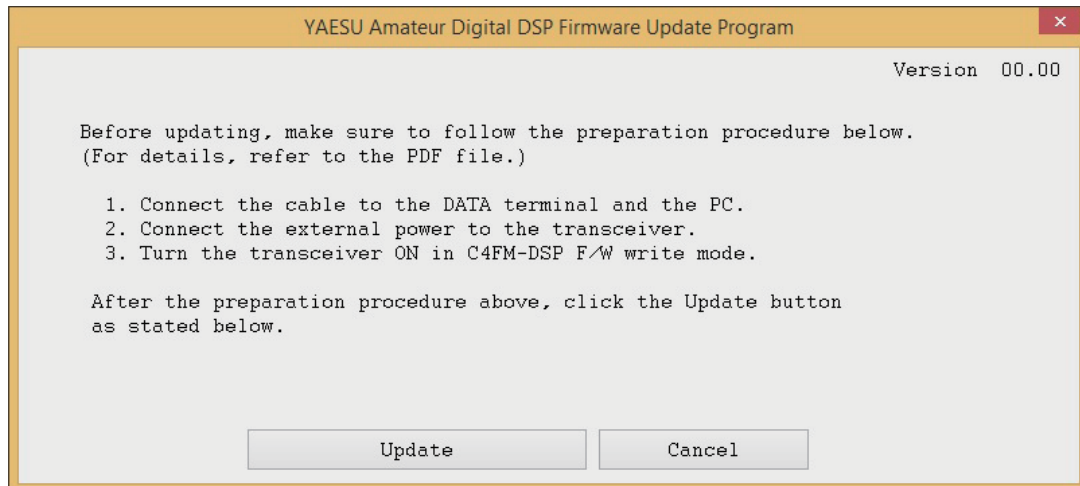 YAESU Amateur Digital DSP Firmware Update Program
Version 00.00
Before updating, make sure to follow the preparation procedure below.
(For details, refer to the PDF file.)
1. Connect the cable to the DATA terminal and the PC.
2. Connect the external power to the transceiver.
3. Turn the transceiver ON in C4FM-DSP F/W write mode.
After the preparation procedure above, click the Update button
as stated below.
Update
Cancel